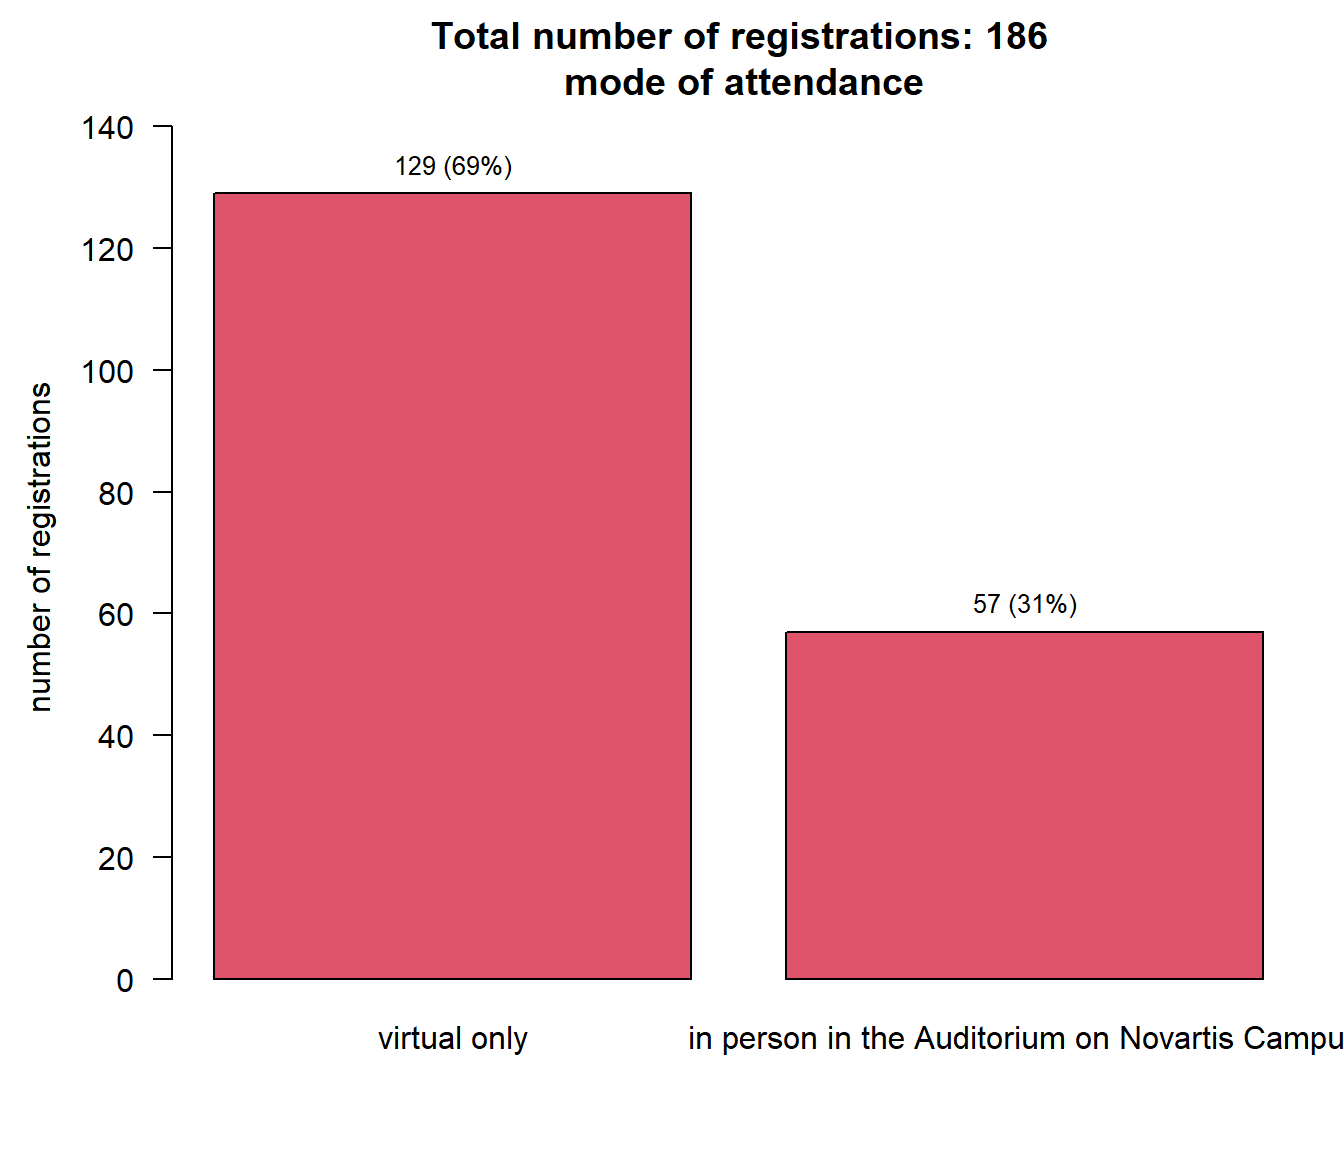 Total number of registrations: 186
mode of attendance
140
129 (69%)
120
100
80
60
57 (31%)
40
20
0
number of registrations
virtual only
in person in the Auditorium on Novartis Campu